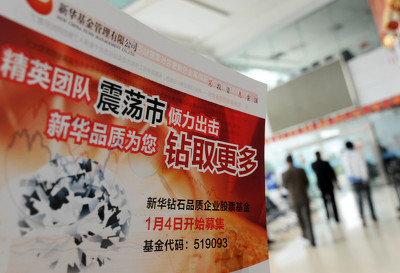 新华基金管理有限公司
精英团队 震荡市 倾力出击
新华品质为您 钻取更多
新华钻石品质企业股票基金
1月4日开始募集
基金代码：519093